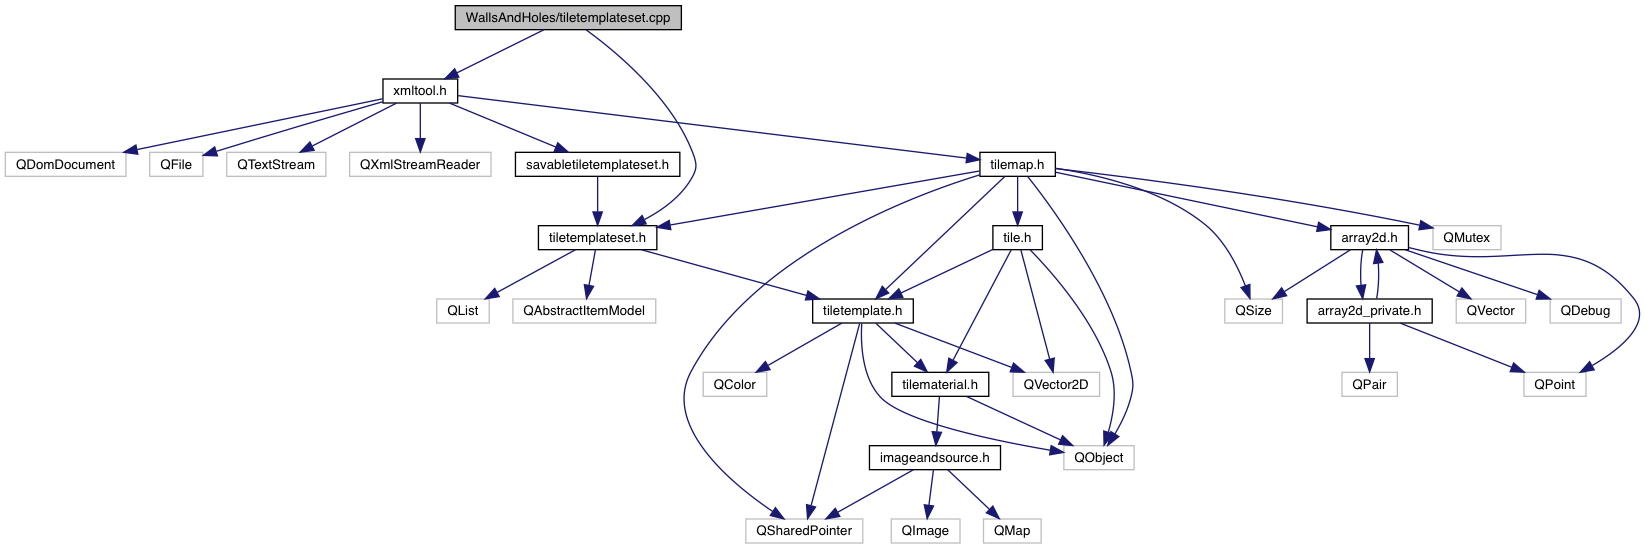 WallsAndHoles/tiletemplateset.cpp
xmltool.h
QDomDocument
QFile
QTextStream
QXmlStreamReader
savabletiletemplateset.h
tilemap.h
tiletemplateset.h
tile.h
array2d.h
QMutex
QList
QAbstractItemModel
tiletemplate.h
QSize
array2d_private.h
QVector
QDebug
QColor
tilematerial.h
QVector2D
QPair
QPoint
imageandsource.h
QObject
QSharedPointer
QImage
QMap